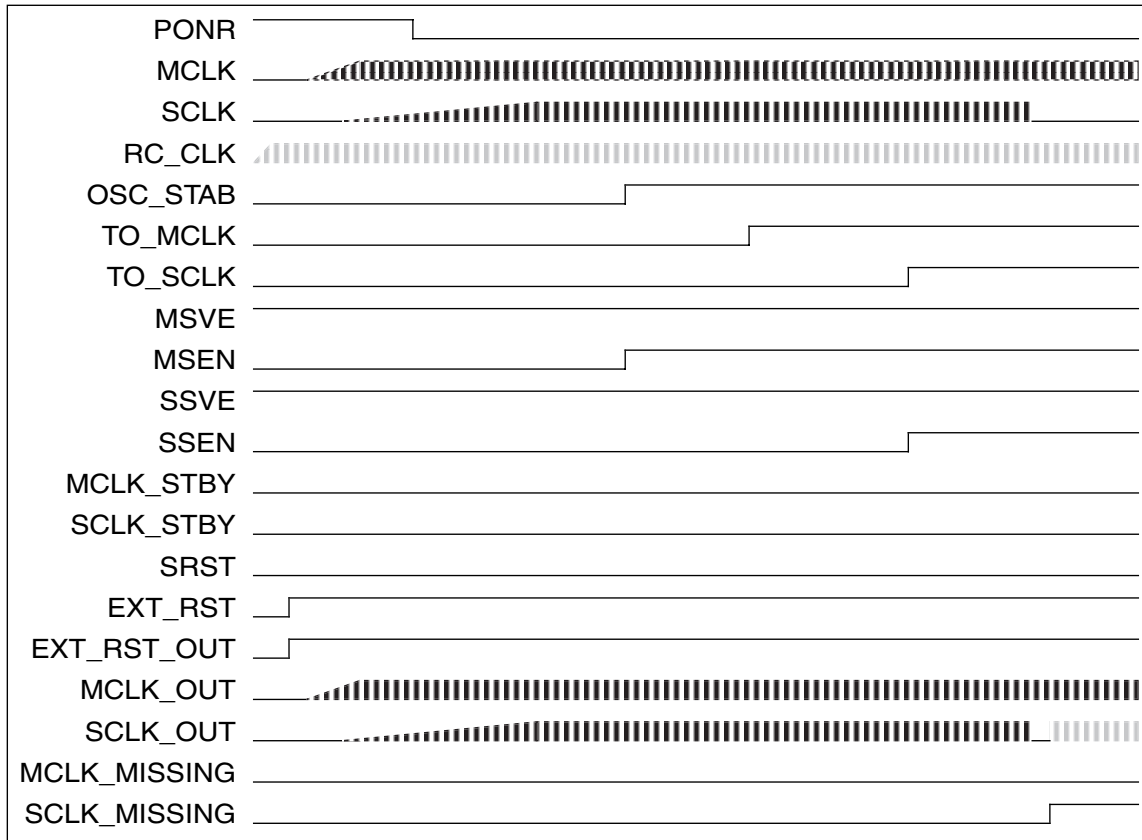 PONR
MCLK
SCLK
RC_CLK
OSC_STAB
TO_MCLK
TO_SCLK
MSVE
MSEN
SSVE
SSEN
MCLK_STBY
SCLK_STBY
SRST
EXT_RST
EXT_RST_OUT
MCLK_OUT
SCLK_OUT
MCLK_MISSING
SCLK_MISSING